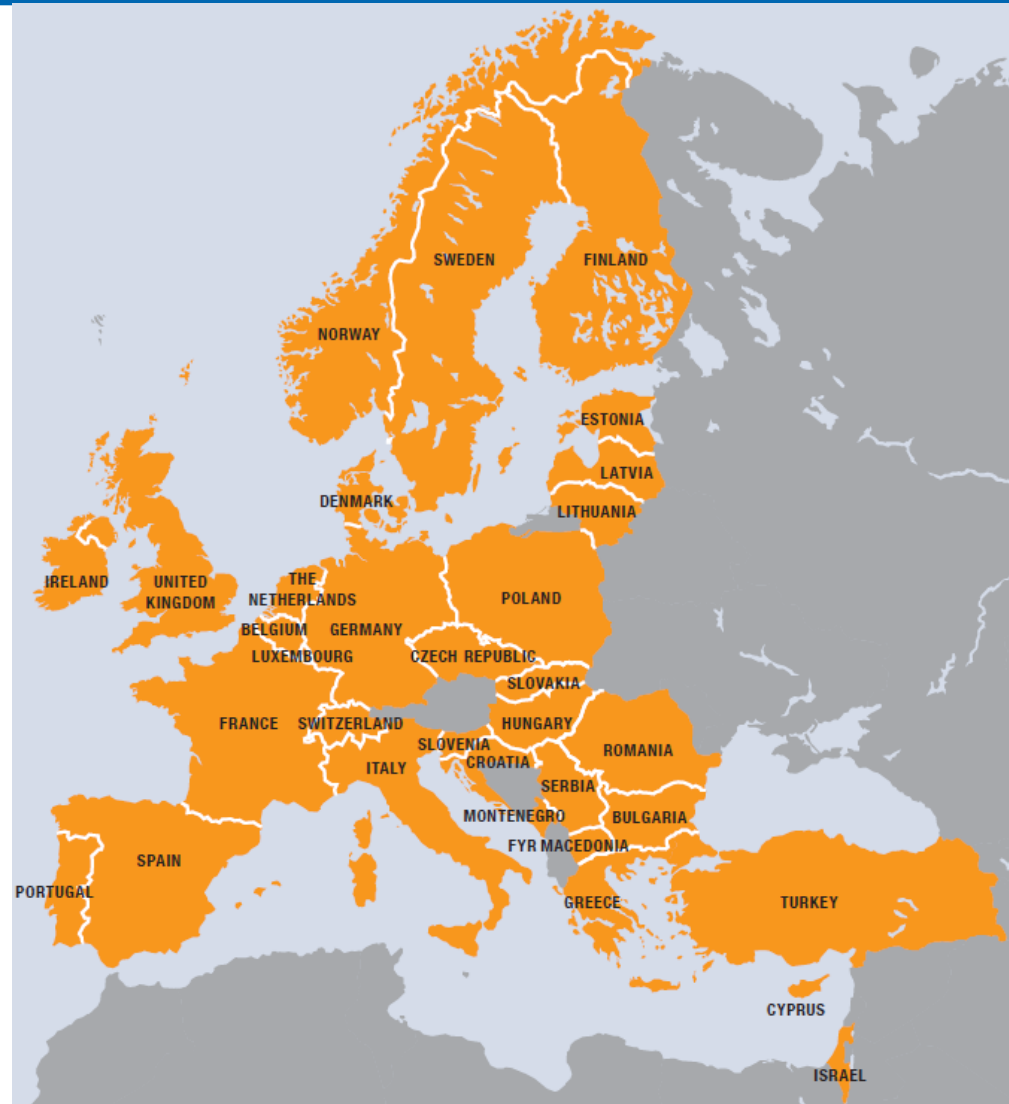 SWEDEN
FINLAND
NORWAY
ESTONIA
LATVIA
DENMARK
LITHUANIA
IRELAND
UNITED
KINGDOM
THE
NETHERLANDS
POLAND
BELGIUM
GERMANY
LUXEMBOURG
CZECH REPUBLIC
SLOVAKIA
FRANCE
SWITZERLAND
HUNGARY
SLOVENIA
ROMANIA
CROATIA
ITALY
SERBIA
MONTENEGRO
BULGARIA
FYR MACEDONIA
SPAIN
PORTUGAL
GREECE
TURKEY
CYPRUS
ISRAEL